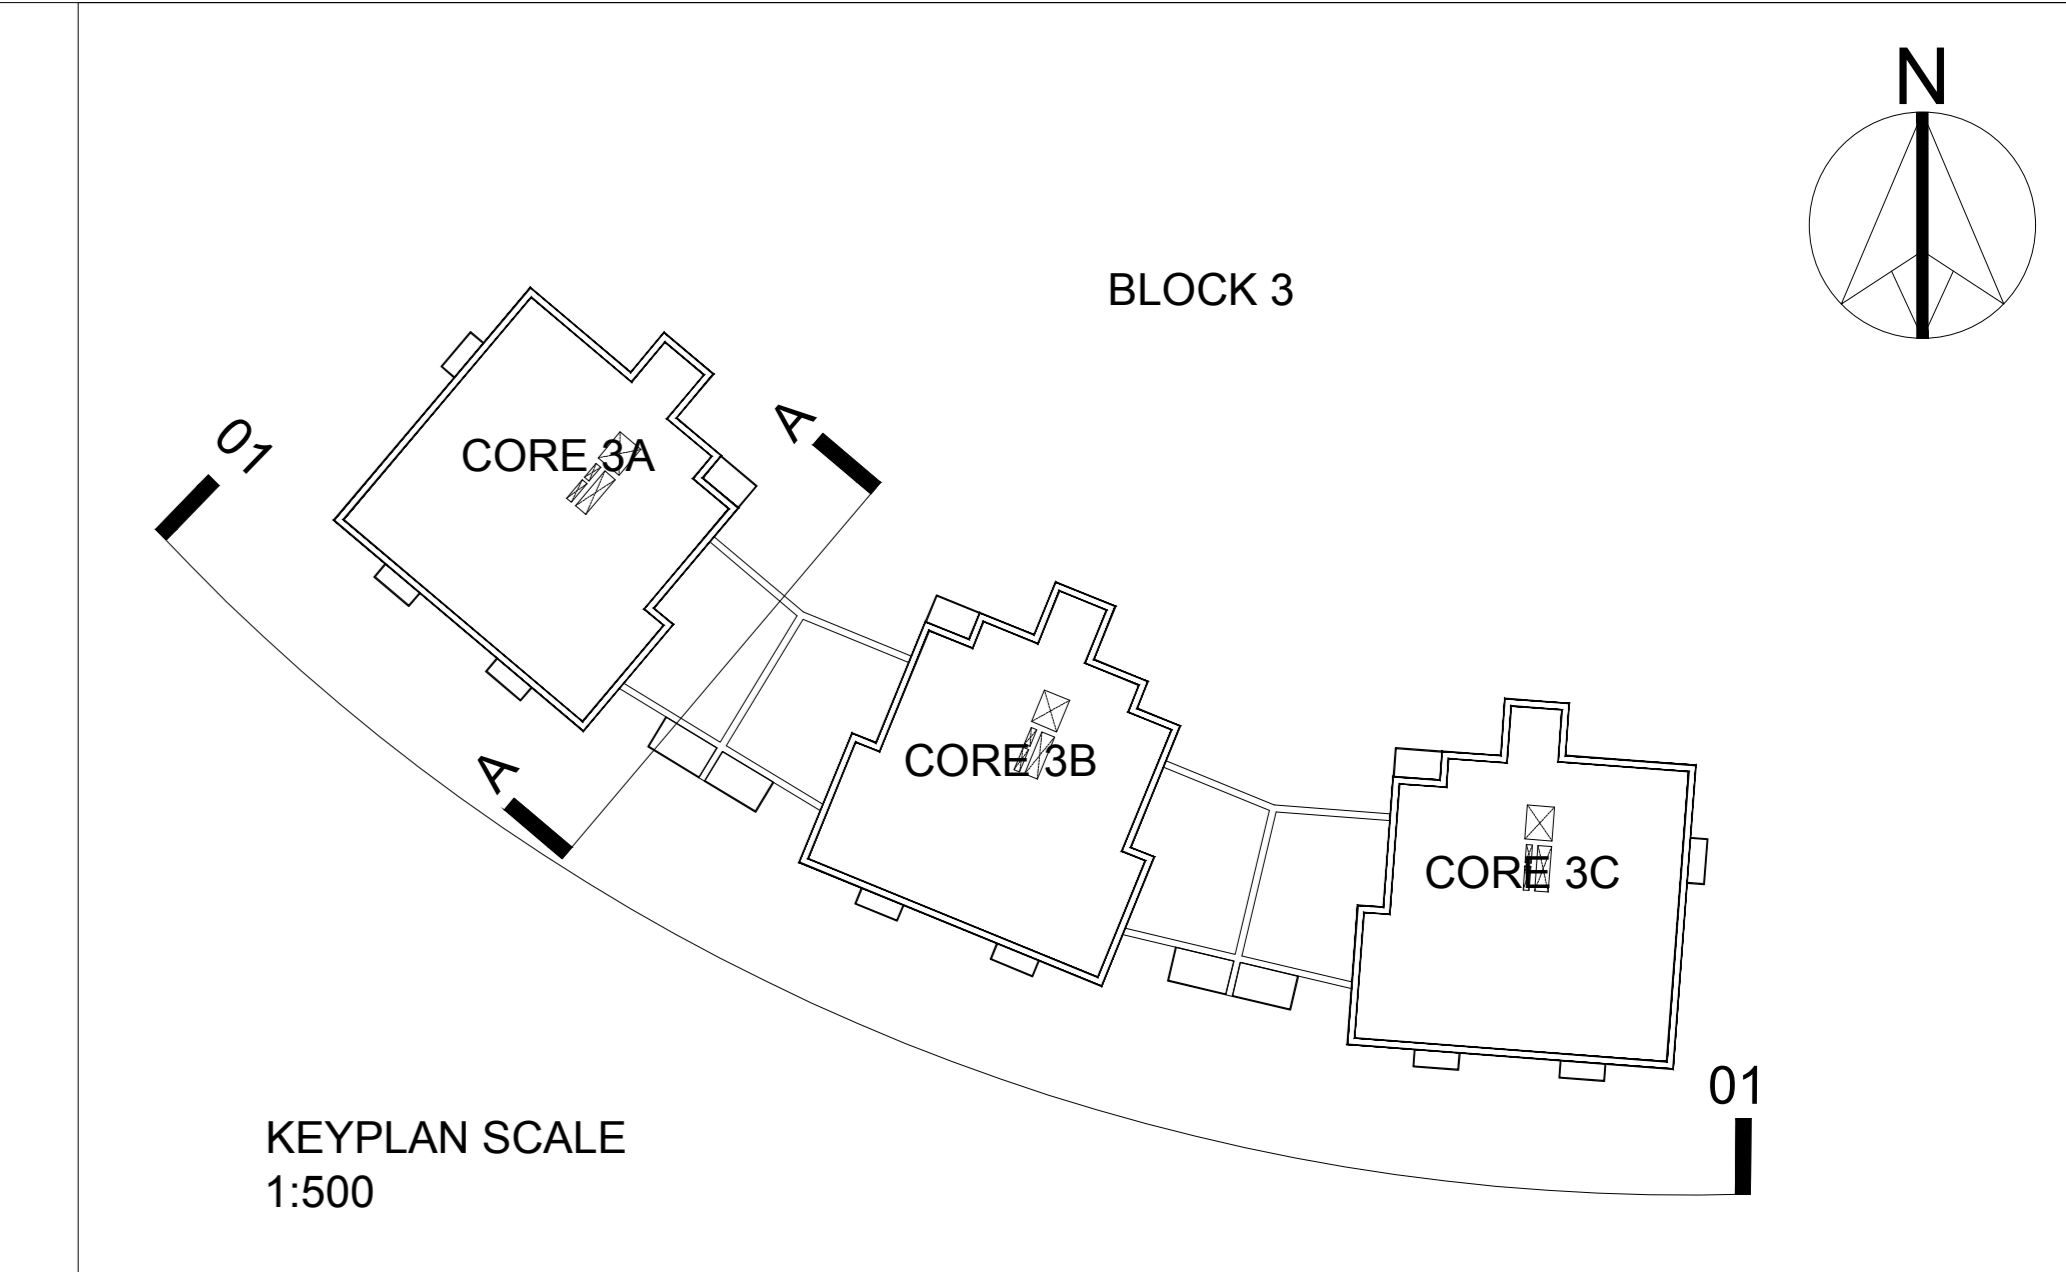 N
BLOCK 3
01
A
CORE 3A
A
CORE 3B
CORE 3C
01
KEYPLAN SCALE
1:500